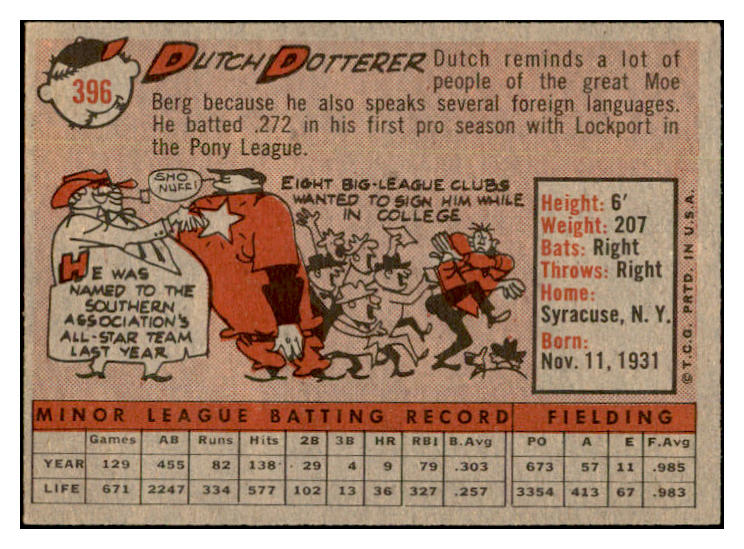 396
DUTCH DOTTERER
Dutch reminds a lot of
people of the great Moe
Berg because he also speaks several foreign languages.
He batted .272 in his first pro season with Lockport in
the Pony League.
SHO
NUFF!
HE WAS
NAMED TO THE
SOUTHERN
ASSOCIATION'S
ALL-STAR TEAM
LAST YEAR
EIGHT BIG-LEAGUE CLUBS
WANTED TO SIGN HIM WHILE
IN COLLEGE
Height: 6'
Weight: 207
Bats: Right
Throws: Right
Home:
Syracuse, N. Y.
Born:
Nov. 11, 1931
© T.C.G. PRTD. IN U.S.A.
MINOR LEAGUE BATTING RECORD FIELDING
Games AB Runs Hits 2B 3B HR RBI B.Avg PO A E F.Avg
YEAR 129 455 82 138 29 4 9 79 .303 673 57 11 .985
LIFE 671 2247 334 577 102 13 36 327 .257 3354 413 67 .983